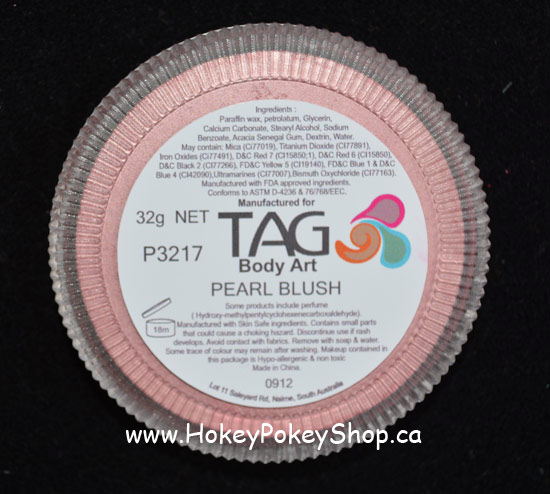 Ingredients :
Paraffin wax, petrolatum, Glycerin,
Calcium Carbonate, Stearyl Alcohol, Sodium
Benzoate, Acacia Senegal Gum, Dextrin, Water.
May contain: Mica (Ci77019), Titanium Dioxide (CI77891),
Iron Oxides (Ci77491), D&C Red 7 (CI15850;1), D&C Red 6 (CI15850),
D&C Black 2 (CI77266), FD&C Yellow 5 (CI19140), FD&C Blue 1 & D&C
Blue 4 (CI42090),Ultramarines (CI77007),Bismuth Oxychloride (CI77163).
Manufactured with FDA approved ingredients.
Conforms to ASTM D-4236 & 76/768/EEC.
Manufactured for
32g NET
TAG
P3217
Body Art
PEARL BLUSH
Some products include perfume
( Hydroxy-methylpentylcyclohexenecarboxaldehyde).
Manufactured with Skin Safe ingredients. Contains small parts
that could cause a choking hazard. Discontinue use if rash
develops. Avoid contact with fabrics. Remove with soap & water.
Some trace of colour may remain after washing. Makeup contained in
this package is Hypo-allergenic & non toxic
Made in China.
18m
0912
Lot 11 Saleyard Rd, Nairne, South Australia
www.HokeyPokeyShop.ca